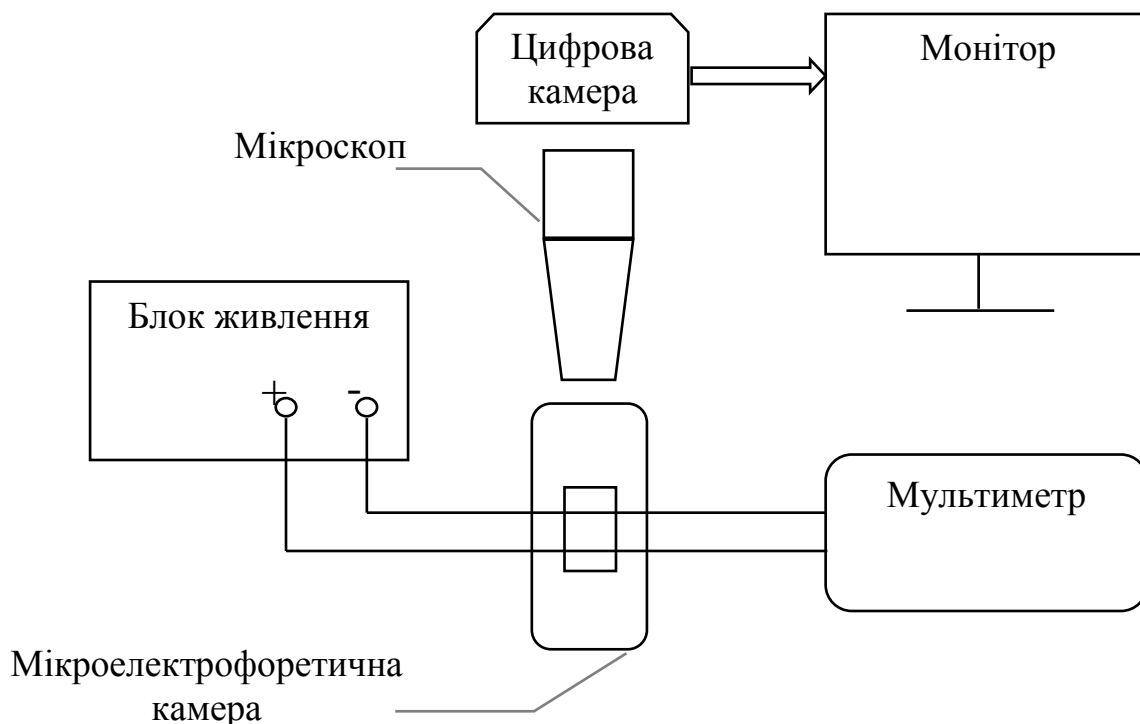 Цифрова
камера
Монітор
Мікроскоп
Блок живлення
+ -
Мультиметр
Мікроелектрофоретична
камера